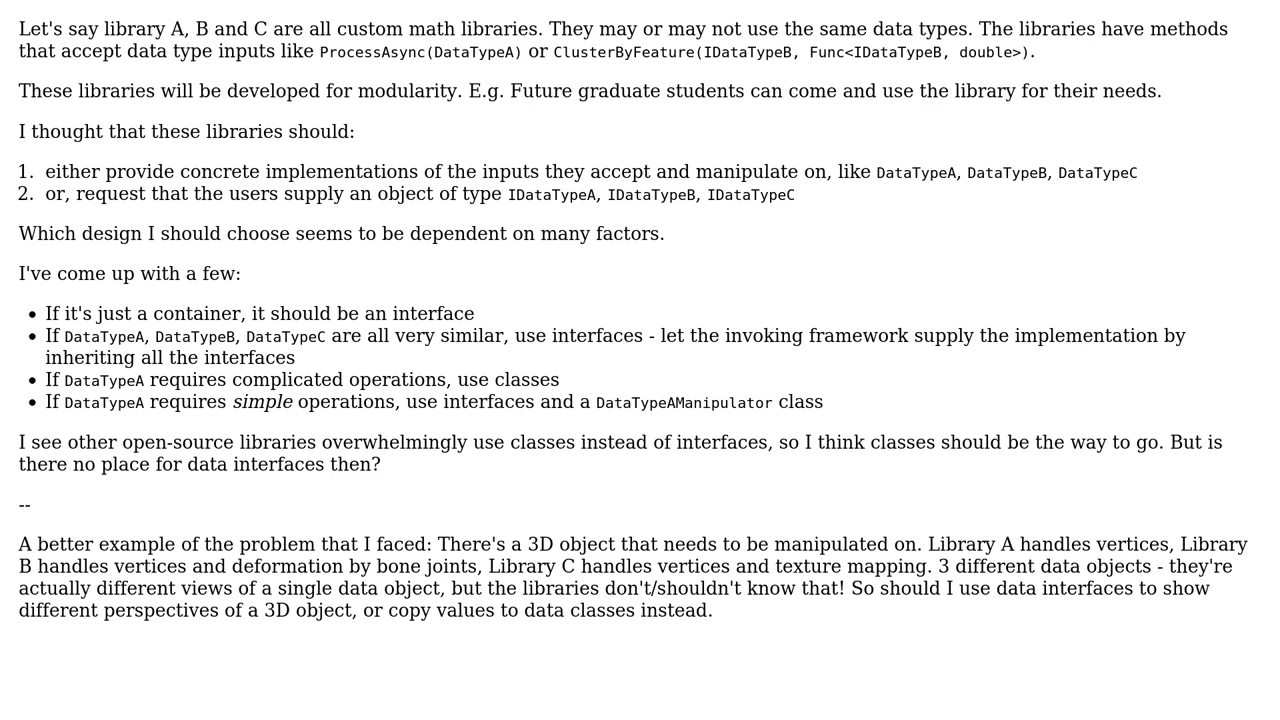 Let's say library A, B and C are all custom math libraries. They may or may not use the same data types. The libraries have methods
that accept data type inputs like ProcessAsync(DataTypeA) or ClusterByFeature(IDataTypeB, Func<IDataTypeB, double>).
These libraries will be developed for modularity. E.g. Future graduate students can come and use the library for their needs.
I thought that these libraries should:
1. either provide concrete implementations of the inputs they accept and manipulate on, like DataTypeA, DataTypeB, DataTypeC
2. or, request that the users supply an object of type IDataTypeA, IDataTypeB, IDataTypeC
Which design I should choose seems to be dependent on many factors.
I've come up with a few:
• If it's just a container, it should be an interface
• If DataTypeA, DataTypeB, DataTypeC are all very similar, use interfaces - let the invoking framework supply the implementation by
inheriting all the interfaces
• If DataTypeA requires complicated operations, use classes
• If DataTypeA requires simple operations, use interfaces and a DataTypeAManipulator class
I see other open-source libraries overwhelmingly use classes instead of interfaces, so I think classes should be the way to go. But is
there no place for data interfaces then?
--
A better example of the problem that I faced: There's a 3D object that needs to be manipulated on. Library A handles vertices, Library
B handles vertices and deformation by bone joints, Library C handles vertices and texture mapping. 3 different data objects - they're
actually different views of a single data object, but the libraries don't/shouldn't know that! So should I use data interfaces to show
different perspectives of a 3D object, or copy values to data classes instead.